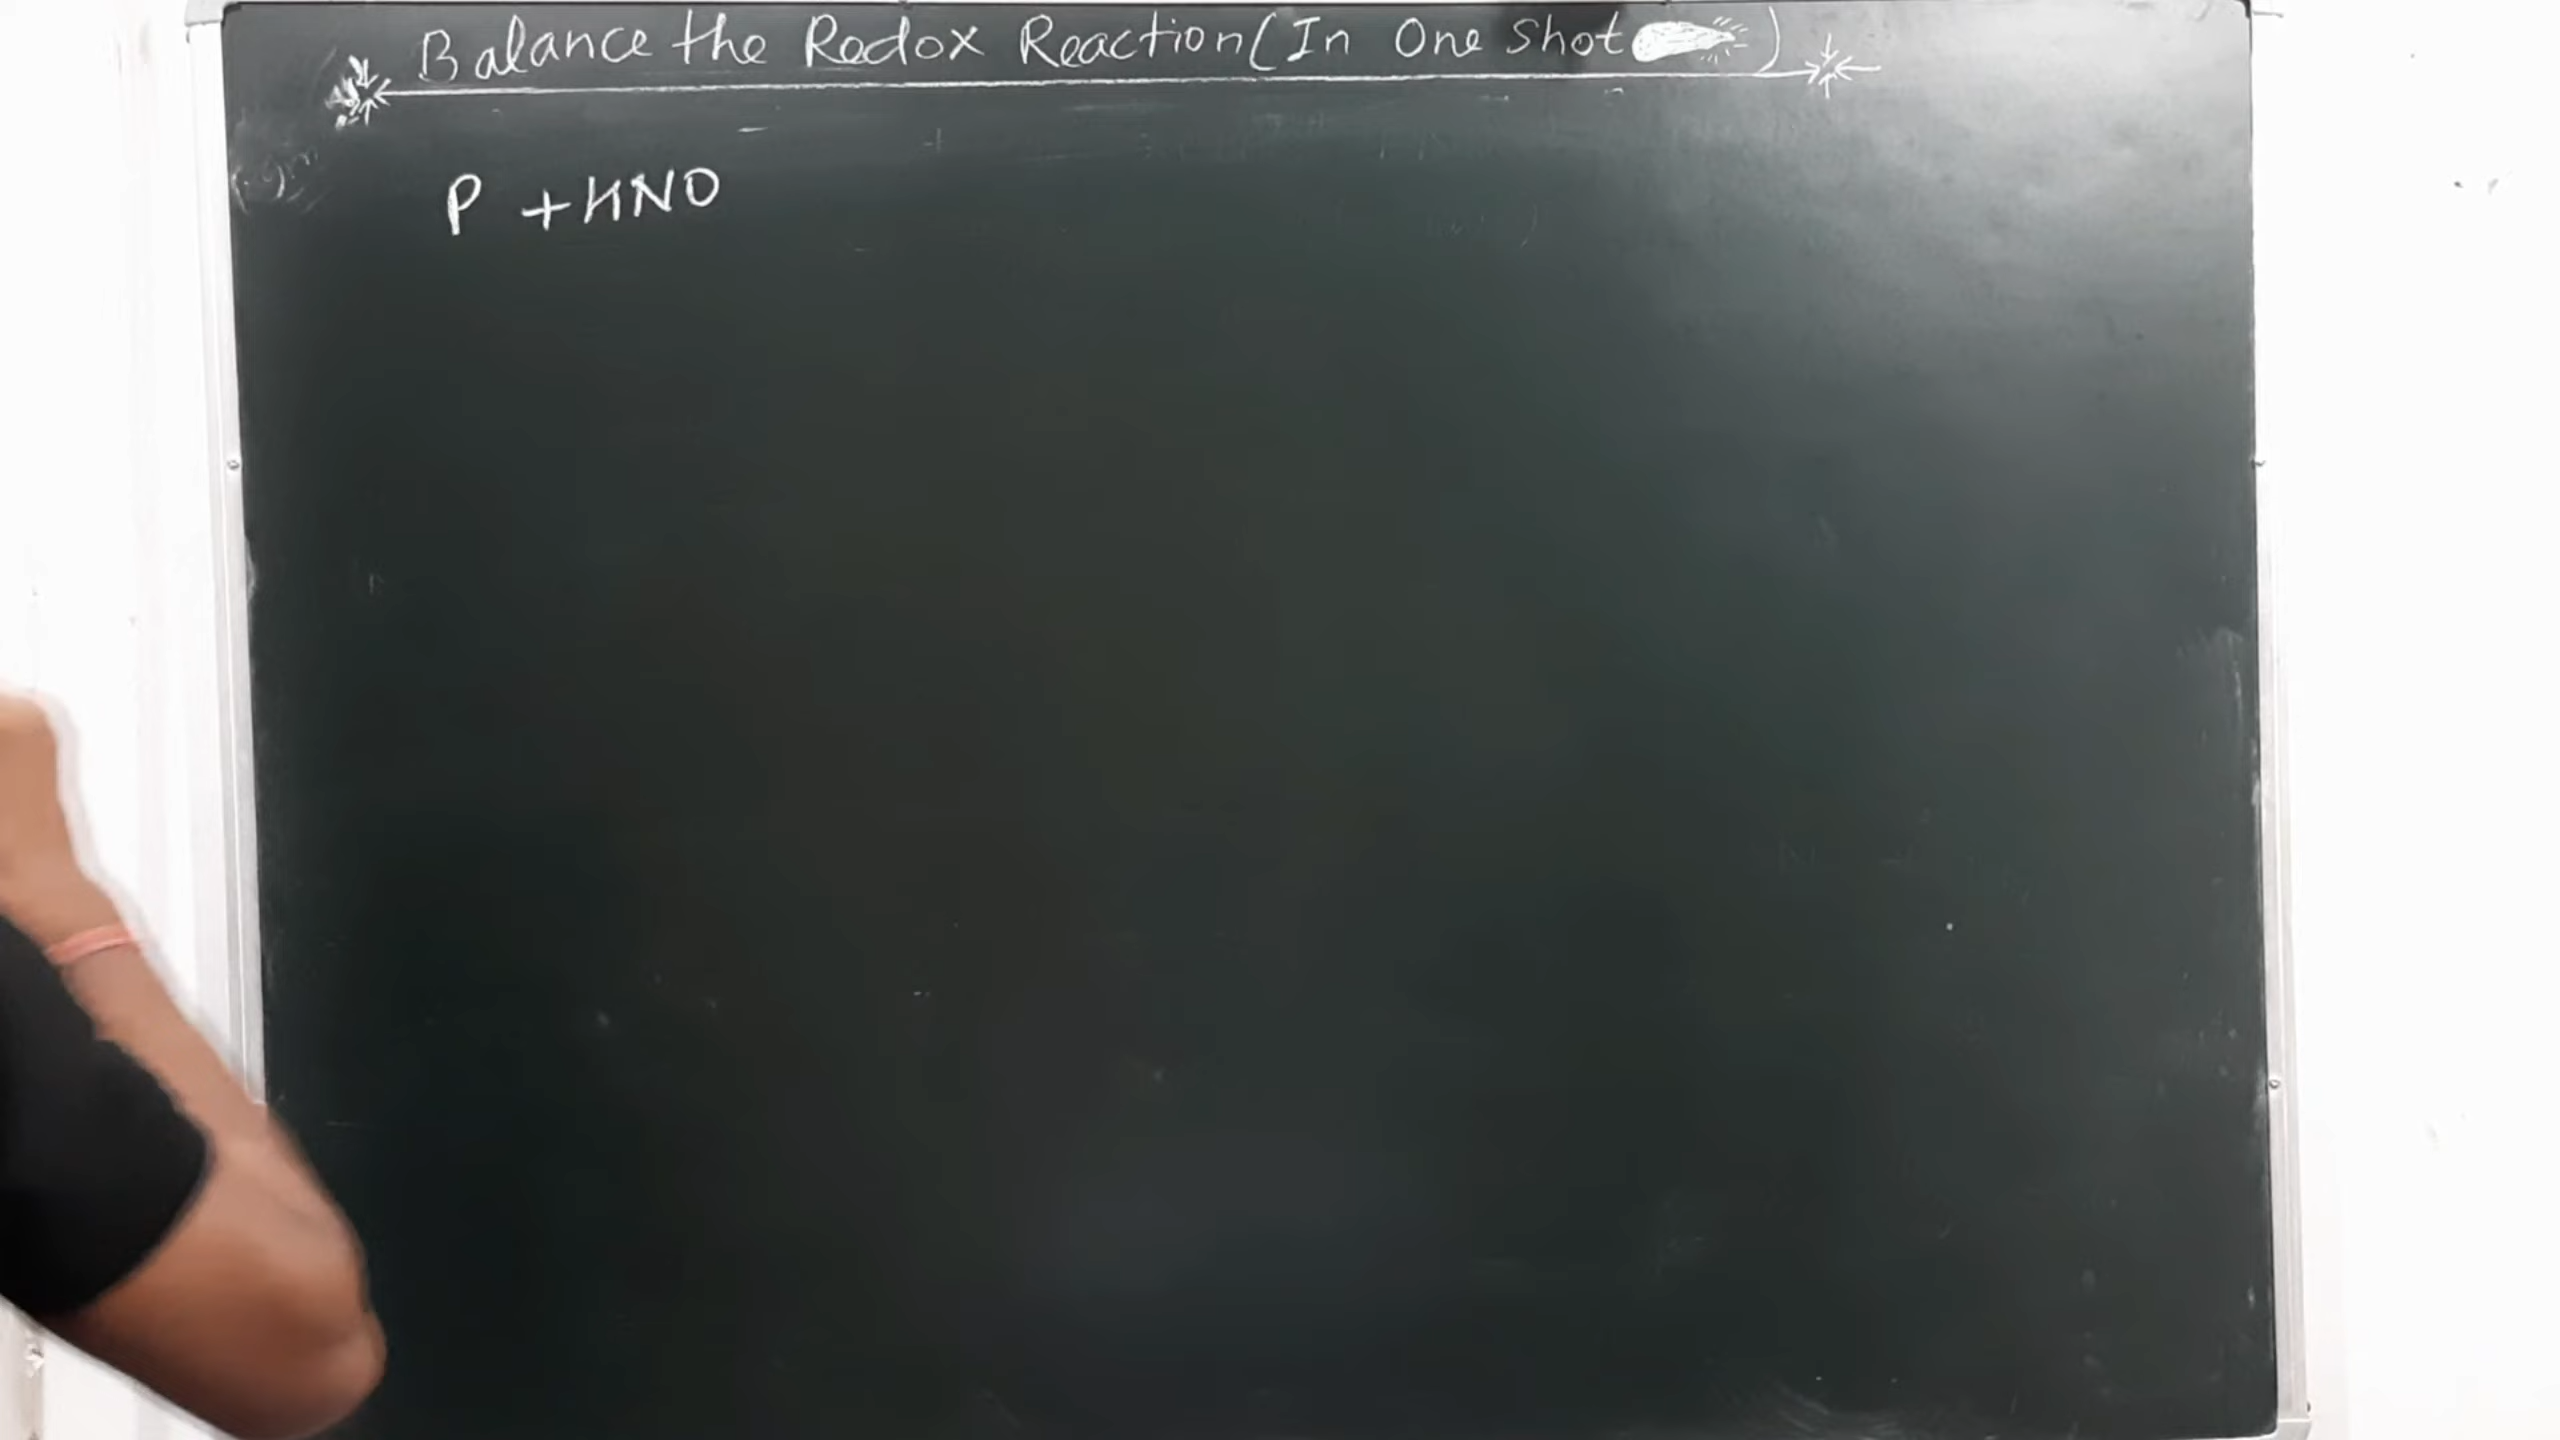 Balance the Redox Reaction (In One Shot)
P + HNO